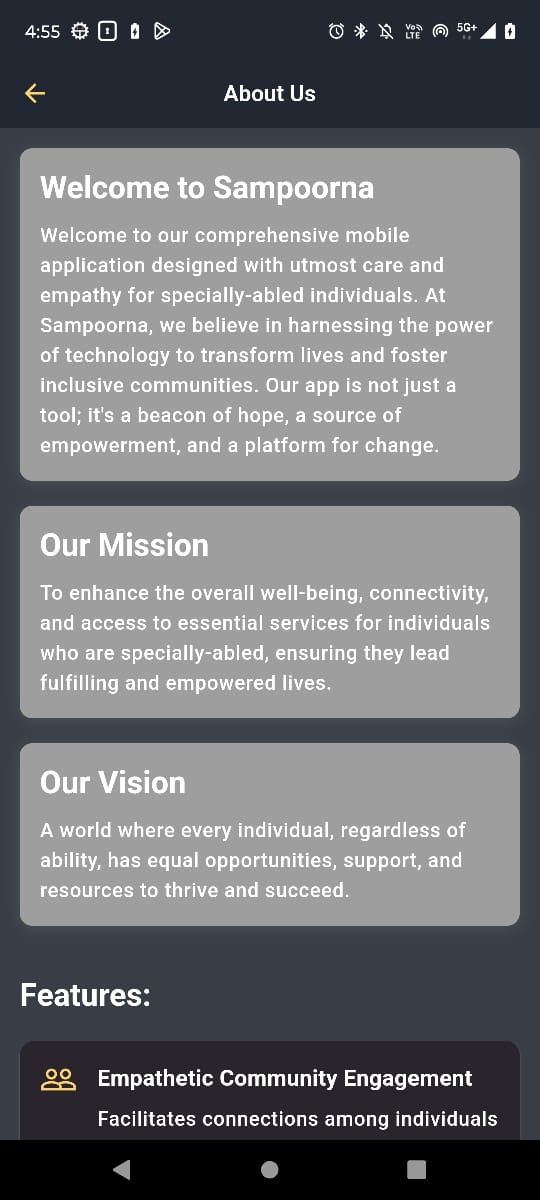 4:55
Vo))
LTE
5G+
About Us
Welcome to Sampoorna
Welcome to our comprehensive mobile
application designed with utmost care and
empathy for specially-abled individuals. At
Sampoorna, we believe in harnessing the power
of technology to transform lives and foster
inclusive communities. Our app is not just a
tool; it's a beacon of hope, a source of
empowerment, and a platform for change.
Our Mission
To enhance the overall well-being, connectivity,
and access to essential services for individuals
who are specially-abled, ensuring they lead
fulfilling and empowered lives.
Our Vision
A world where every individual, regardless of
ability, has equal opportunities, support, and
resources to thrive and succeed.
Features:
Empathetic Community Engagement
Facilitates connections among individuals